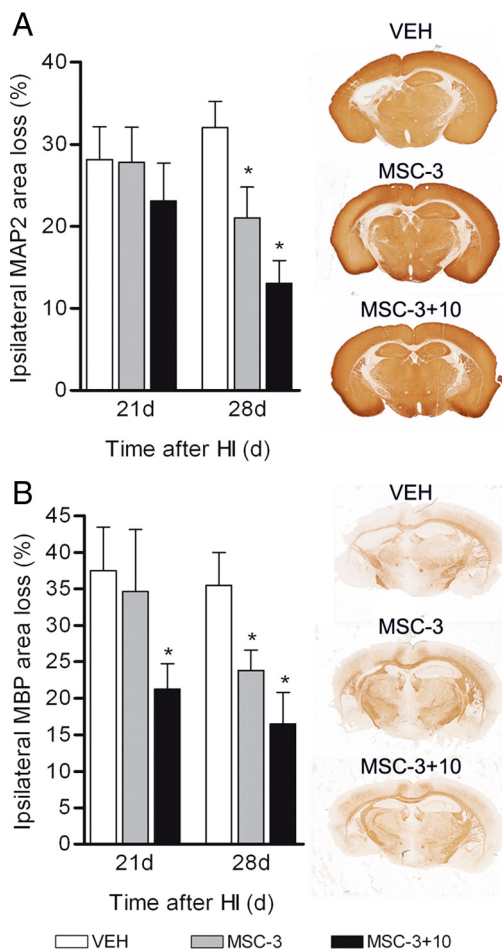 A
Ipsilateral MAP2 area loss (%)
40
30
20
10
0
*
*
21d
28d
Time after HI (d)
VEH
MSC-3
MSC-3+10
B
Ipsilateral MBP area loss (%)
45
40
35
30
25
20
15
10
5
0
*
*
*
21d
28d
Time after HI (d)
VEH
MSC-3
MSC-3+10
VEH
MSC-3
MSC-3+10